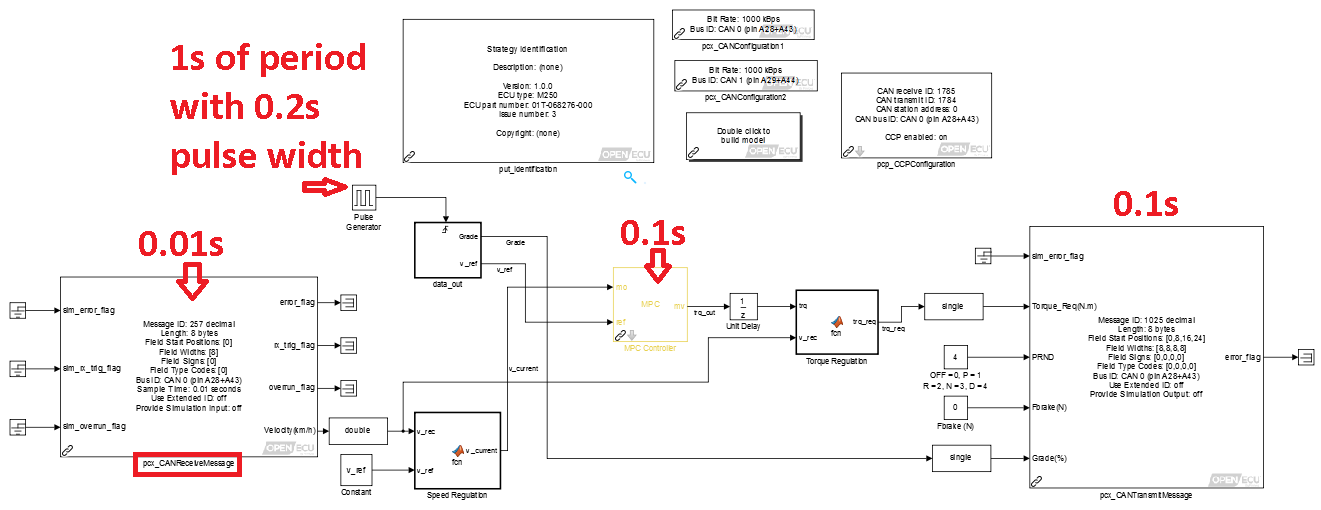 1s of period
with 0.2s
pulse width
Strategy identification
Description: (none)
Version: 1.0.0
ECU type: M250
ECU part number: 01T-068276-000
Issue number: 3
Copyright: (none)
OPENECU
put_Identification
Bit Rate: 1000 kBps
Bus ID: CAN 0 (pin A28+A43)
OPENECU
pcx_CANConfiguration1
Bit Rate: 1000 kBps
Bus ID: CAN 1 (pin A29+A44)
OPENECU
pcx_CANConfiguration2
Double click to
build model
OPENECU
CAN receive ID: 1785
CAN transmit ID: 1784
CAN station address: 0
CAN bus ID: CAN 0 (pin A28+A43)
CCP enabled: on
OPENECU
pcp_CCPConfiguration
Pulse
Generator
Grade
v_ref
data_out
Grade
v_ref
0.01s
sim_error_flag
sim_rx_trig_flag
sim_overrun_flag
Message ID: 257 decimal
Length: 8 bytes
Field Start Positions: [0]
Field Widths: [8]
Field Signs: [0]
Field Type Codes: [0]
Bus ID: CAN 0 (pin A28+A43)
Sample Time: 0.01 seconds
Use Extended ID: off
Provide Simulation Input: off
error_flag
rx_trig_flag
overrun_flag
Velocity(km/h)
OPENECU
pcx_CANReceiveMessage
double
v_ref
Constant
v_rec
v_ref
fcn
v_current
Speed Regulation
v_current
0.1s
mo
ref
MPC
mv
MPC Controller
trq_out
1
z
Unit Delay
trq
v_rec
fcn
trq_req
Torque Regulation
trq_req
single
4
OFF = 0, P = 1
R = 2, N = 3, D = 4
0
Fbrake (N)
single
0.1s
sim_error_flag
Torque_Req(N.m)
PRND
Fbrake(N)
Grade(%)
Message ID: 1025 decimal
Length: 8 bytes
Field Start Positions: [0,8,16,24]
Field Widths: [8,8,8,8]
Field Signs: [0,0,0,0]
Field Type Codes: [0,0,0,0]
Bus ID: CAN 0 (pin A28+A43)
Use Extended ID: off
Provide Simulation Output: off
error_flag
OPENECU
pcx_CANTransmitMessage